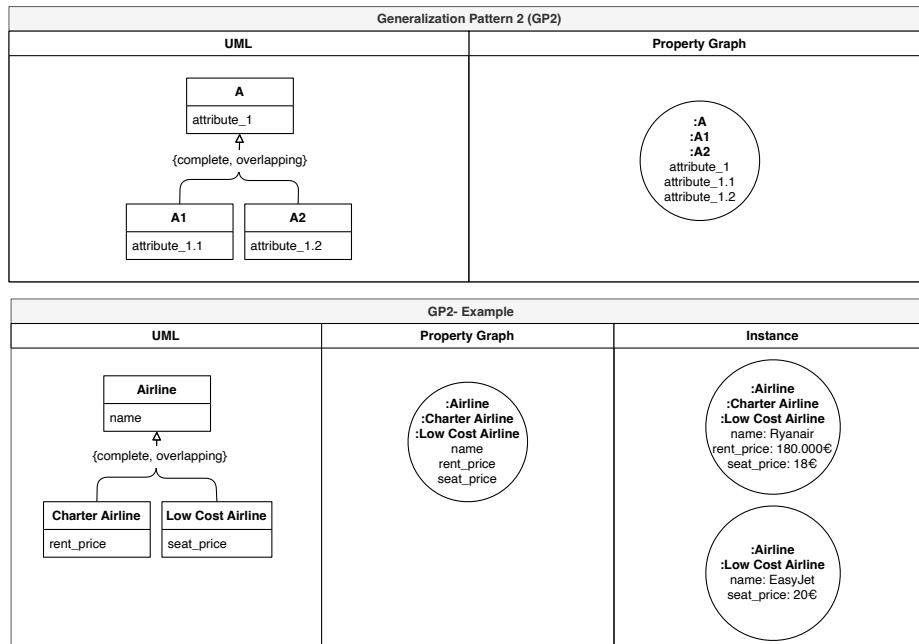 Generalization Pattern 2 (GP2)
UML
Property Graph
A
attribute_1
{complete, overlapping}
A1
attribute_1.1
A2
attribute_1.2
:A
:A1
:A2
attribute_1
attribute_1.1
attribute_1.2
GP2- Example
UML
Property Graph
Instance
Airline
name
{complete, overlapping}
Charter Airline
rent_price
Low Cost Airline
seat_price
:Airline
:Charter Airline
:Low Cost Airline
name
rent_price
seat_price
:Airline
:Charter Airline
:Low Cost Airline
name: Ryanair
rent_price: 180.000€
seat_price: 18€
:Airline
:Low Cost Airline
name: EasyJet
seat_price: 20€